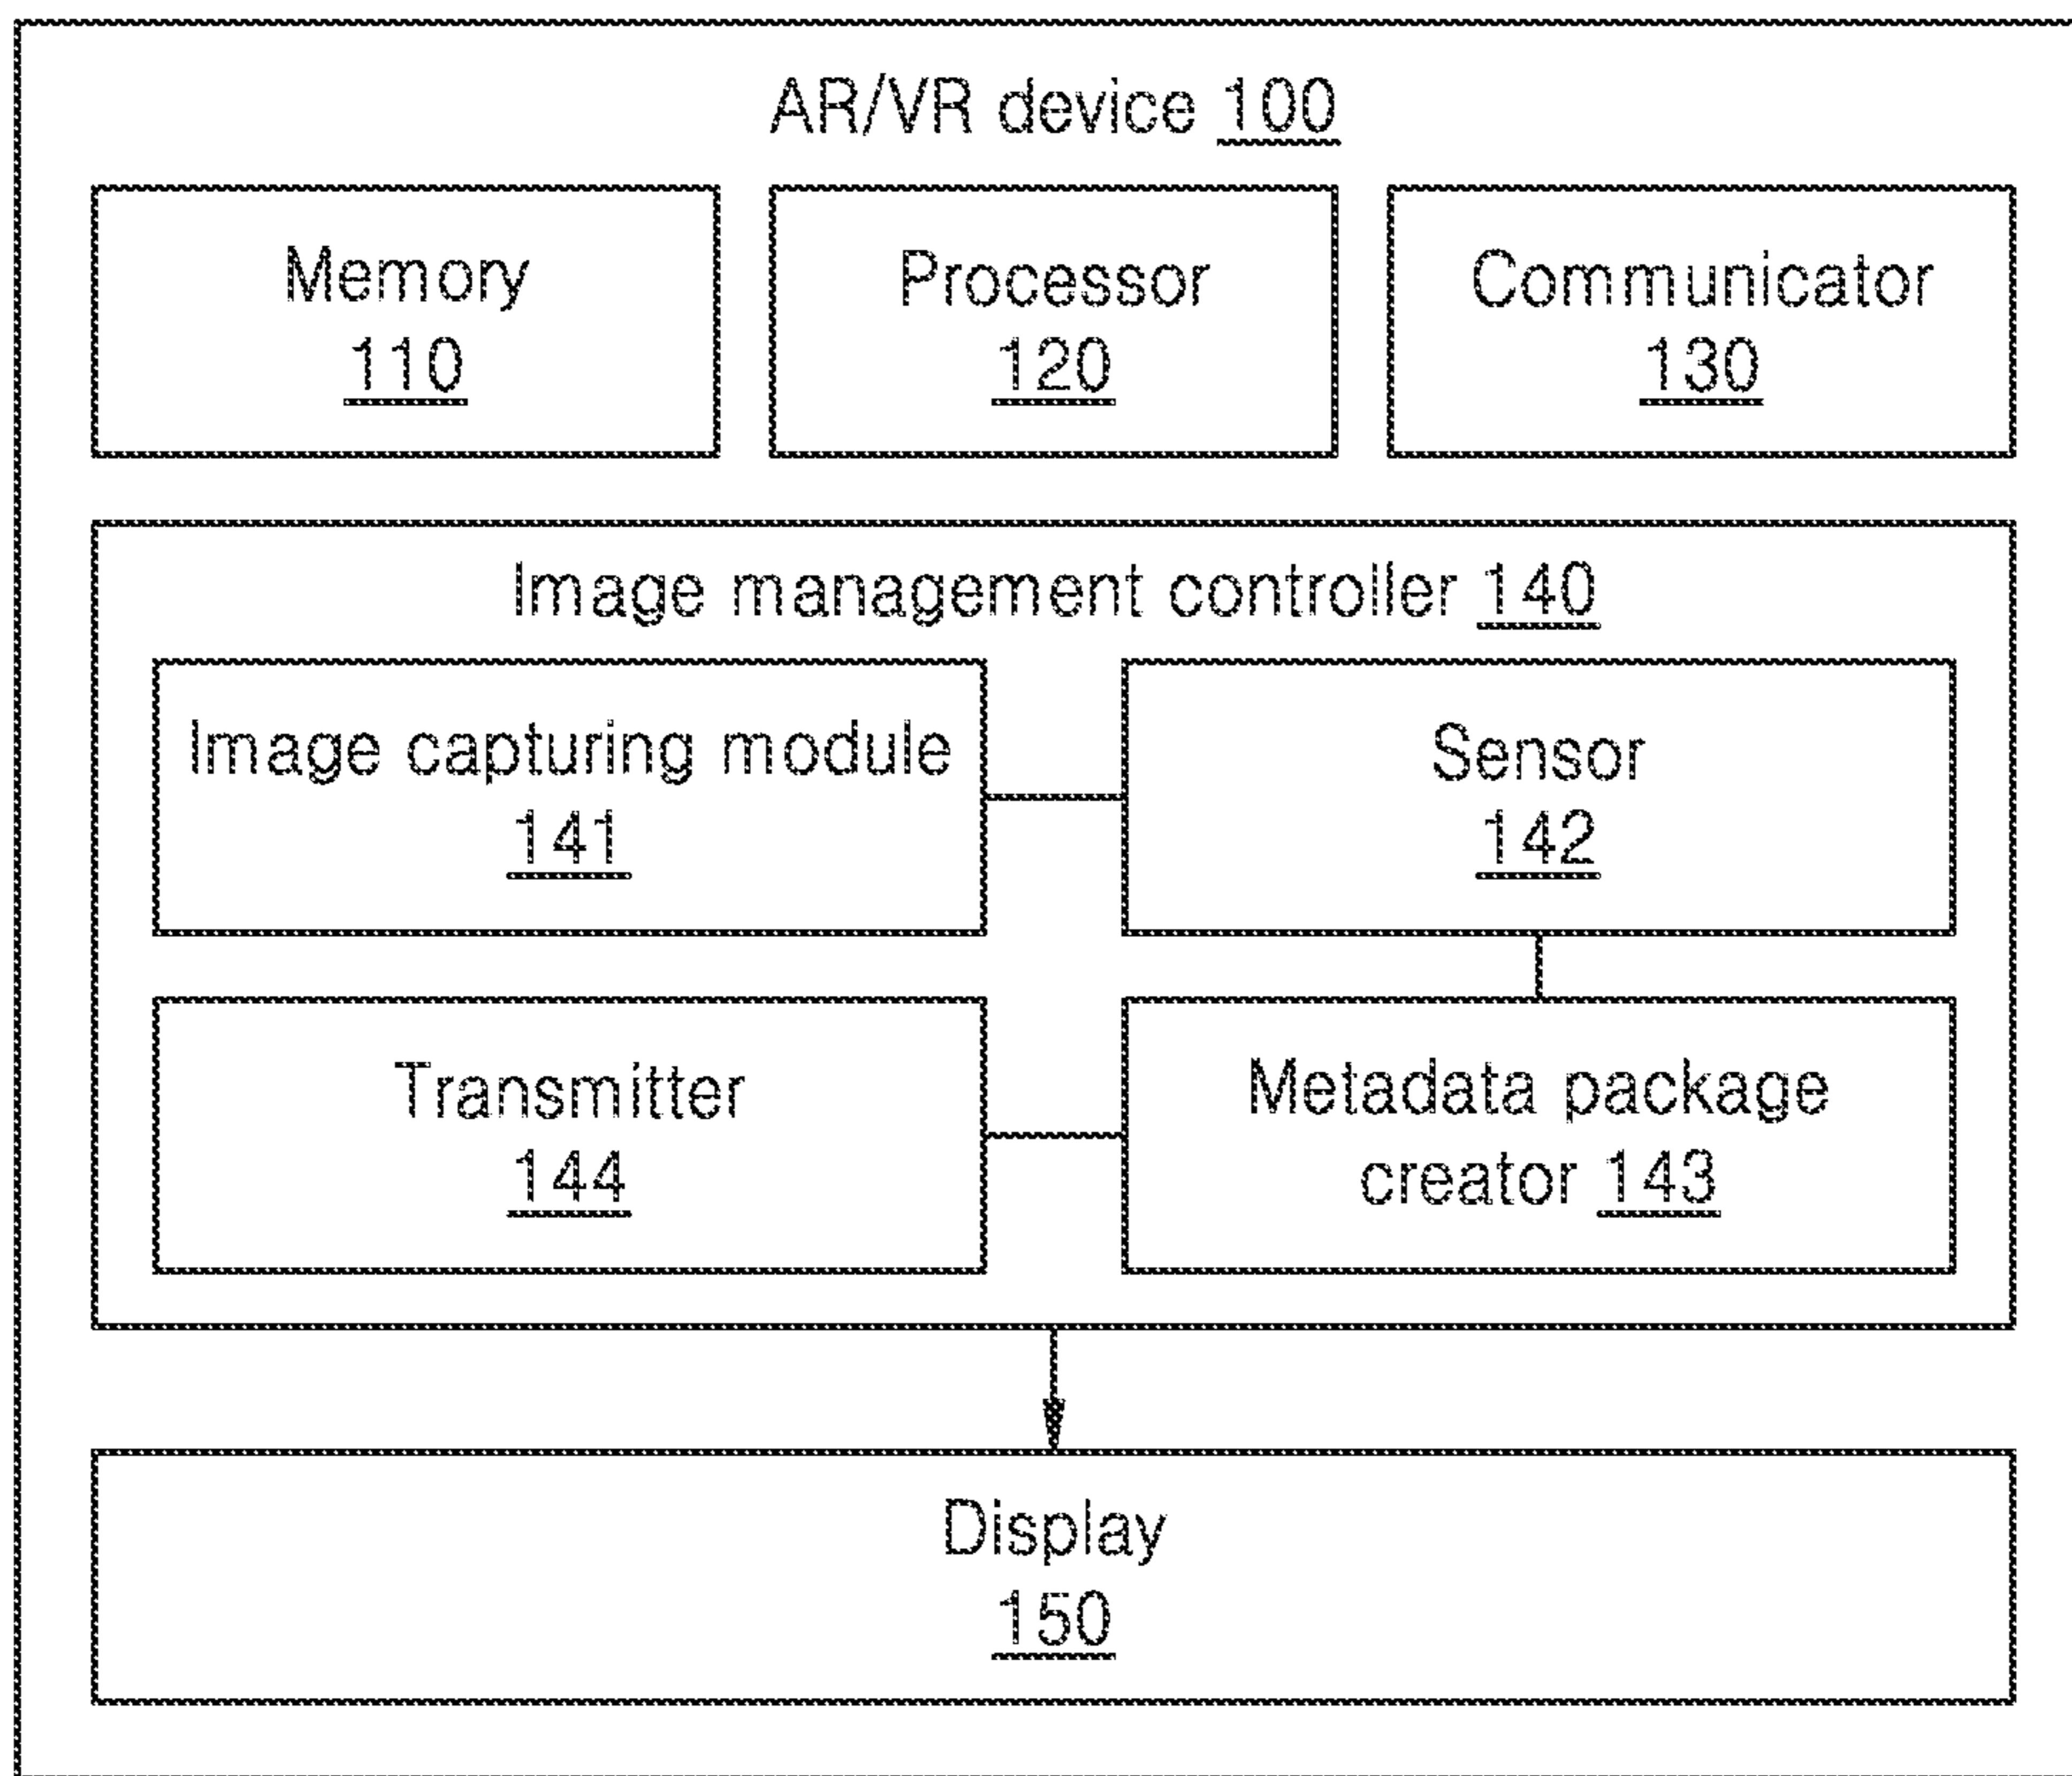 AR/VR device 100
Memory
110
Processor
120
Communicator
130
Image management controller 140
Image capturing module
141
Sensor
142
Transmitter
144
Metadata package
creator 143
Display
150